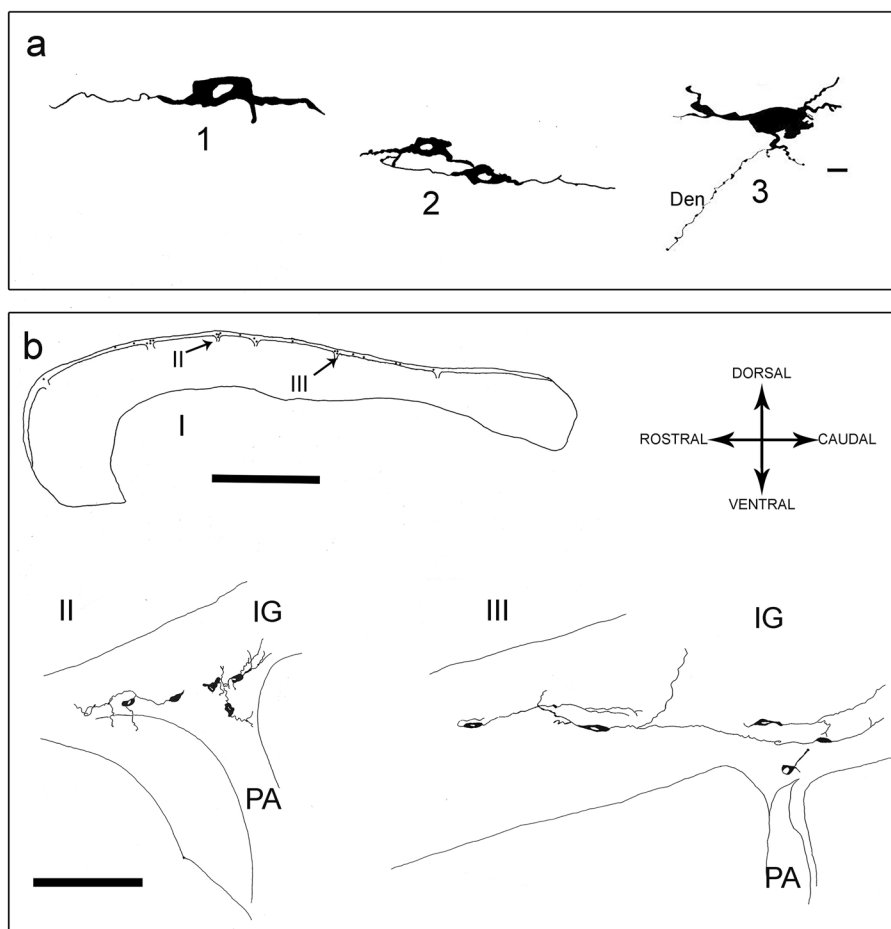 a
1
2
3
Den
b
II
III
I
DORSAL
ROSTRAL CAUDAL
VENTRAL
II
IG
III
IG
PA
PA